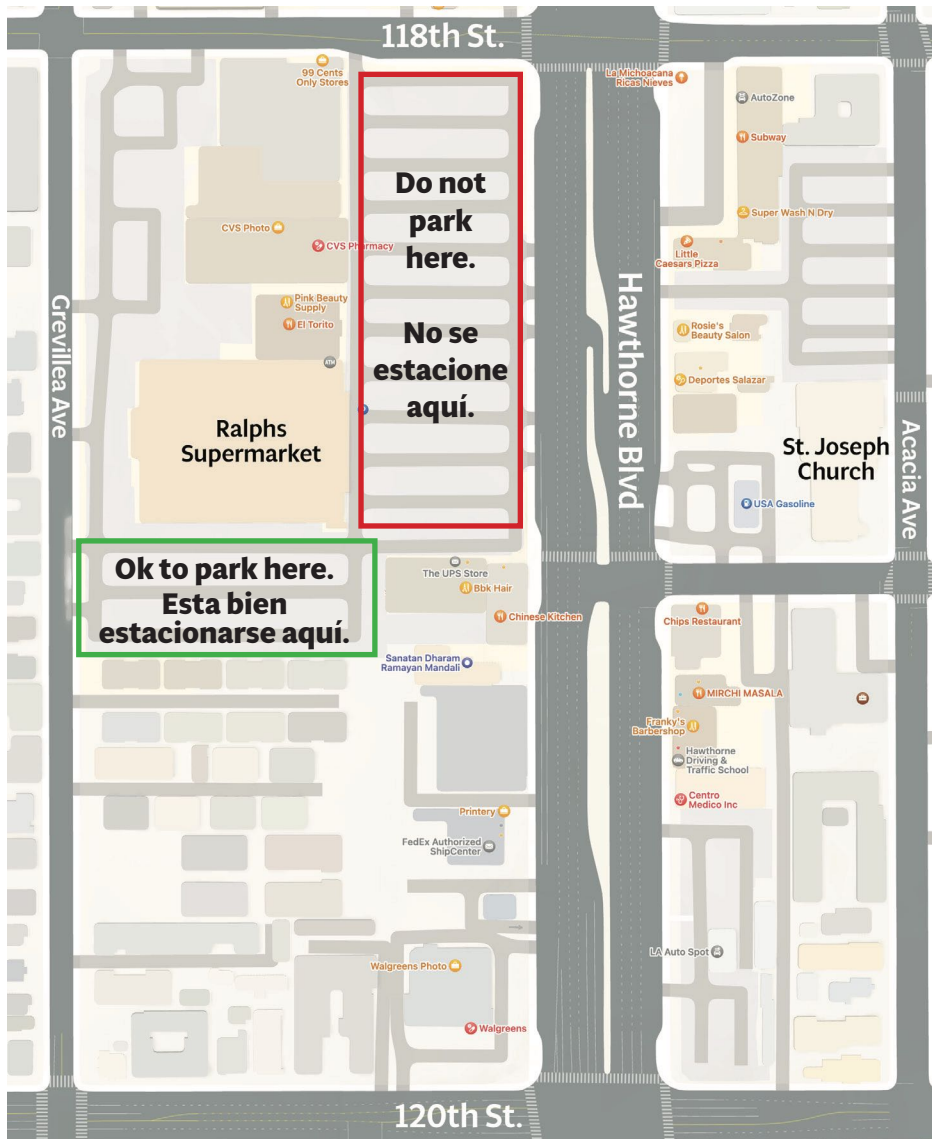 118th St.
99 Cents
Only Stores
La Michoacana
Ricas Nieves
AutoZone
Subway
Do not
park
here.
No se
estacione
aquí.
CVS Photo
CVS Pharmacy
Super Wash N Dry
Little
Caesars Pizza
Grevillea Ave
Pink Beauty
Supply
El Torito
ATM
Hawthorne Blvd
Rosie's
Beauty Salon
Deportes Salazar
Ralphs
Supermarket
St. Joseph
Church
Acacia Ave
USA Gasoline
Ok to park here.
Esta bien
estacionarse aquí.
The UPS Store
Bbk Hair
Chinese Kitchen
Chips Restaurant
Sanatan Dharam
Ramayan Mandali
MIRCHI MASALA
Franky's
Barbershop
Hawthorne
Driving &
Traffic School
Centro
Medico Inc
Printery
FedEx Authorized
ShipCenter
LA Auto Spot
Walgreens Photo
Walgreens
120th St.